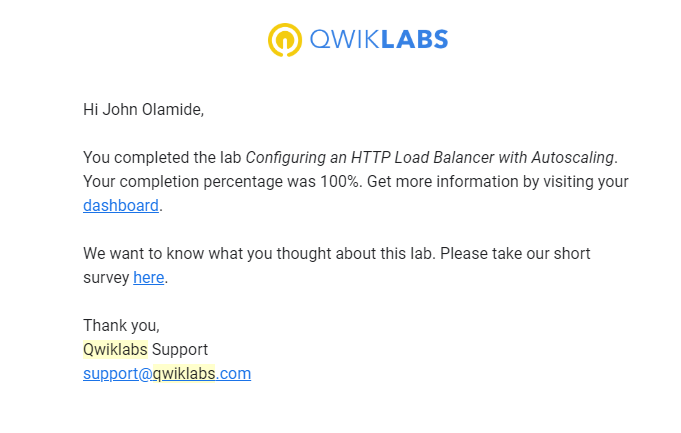 QWIKLABS
Hi John Olamide,
You completed the lab Configuring an HTTP Load Balancer with Autoscaling.
Your completion percentage was 100%. Get more information by visiting your
dashboard.
We want to know what you thought about this lab. Please take our short
survey here.
Thank you,
Qwiklabs Support
support@qwiklabs.com